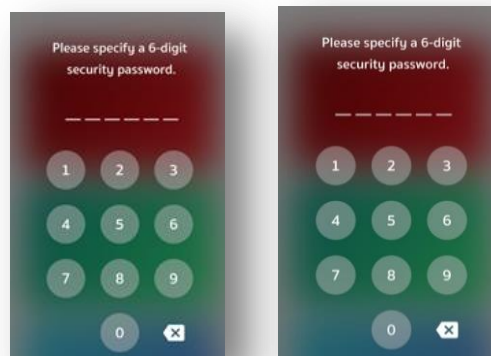 Please specify a 6-digit
security password.
1 2 3
4 5 6
7 8 9
0
Please specify a 6-digit
security password.
1 2 3
4 5 6
7 8 9
0